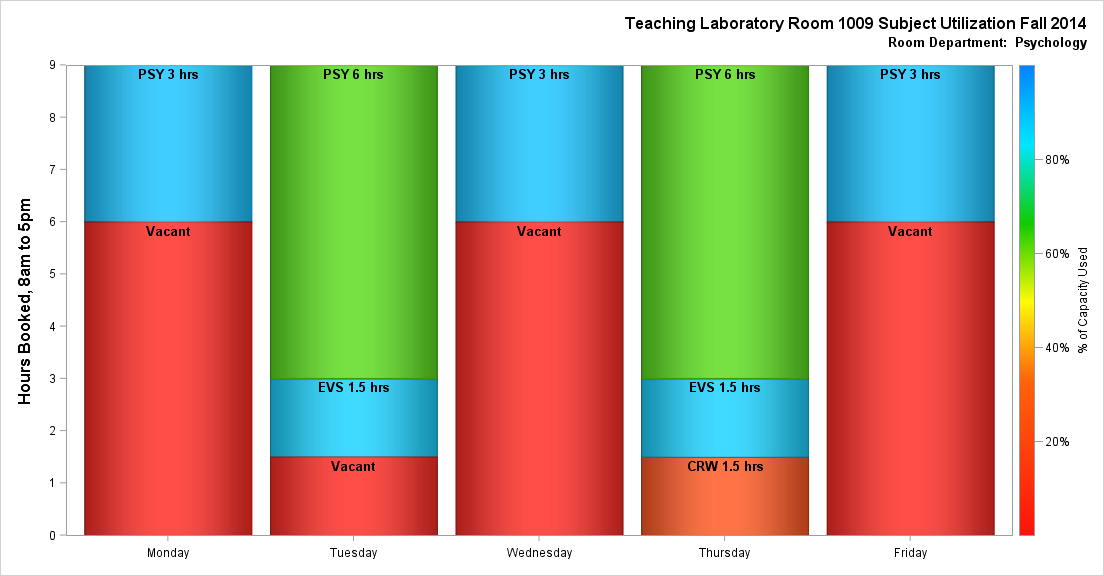 Teaching Laboratory Room 1009 Subject Utilization Fall 2014
Room Department: Psychology
Hours Booked, 8am to 5pm
9
8
7
6
5
4
3
2
1
0
PSY 3 hrs
Vacant
PSY 6 hrs
EVS 1.5 hrs
Vacant
PSY 3 hrs
Vacant
PSY 6 hrs
EVS 1.5 hrs
CRW 1.5 hrs
PSY 3 hrs
Vacant
Monday
Tuesday
Wednesday
Thursday
Friday
80%
60%
40%
20%
% of Capacity Used